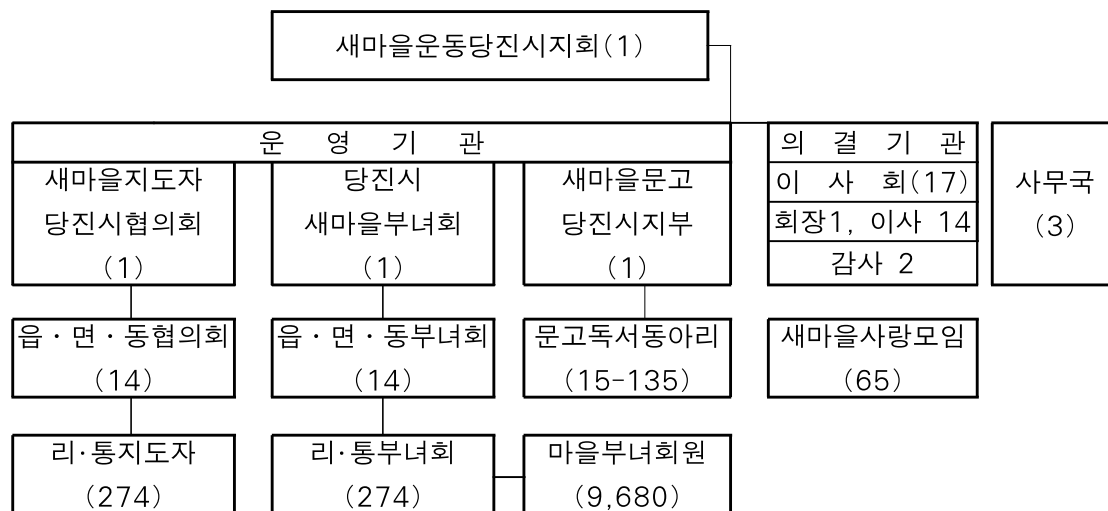 새마을운동당진시지회(1)
운 영 기 관
새마을지도자
당진시협의회
(1)
당진시
새마을부녀회
(1)
새마을문고
당진시지부
(1)
의 결 기 관
이 사 회(17)
회장1, 이사 14
감사 2
사무국
(3)
읍·면·동협의회
(14)
읍·면·동부녀회
(14)
문고독서동아리
(15-135)
새마을사랑모임
(65)
리·통지도자
(274)
리·통부녀회
(274)
마을부녀회원
(9,680)